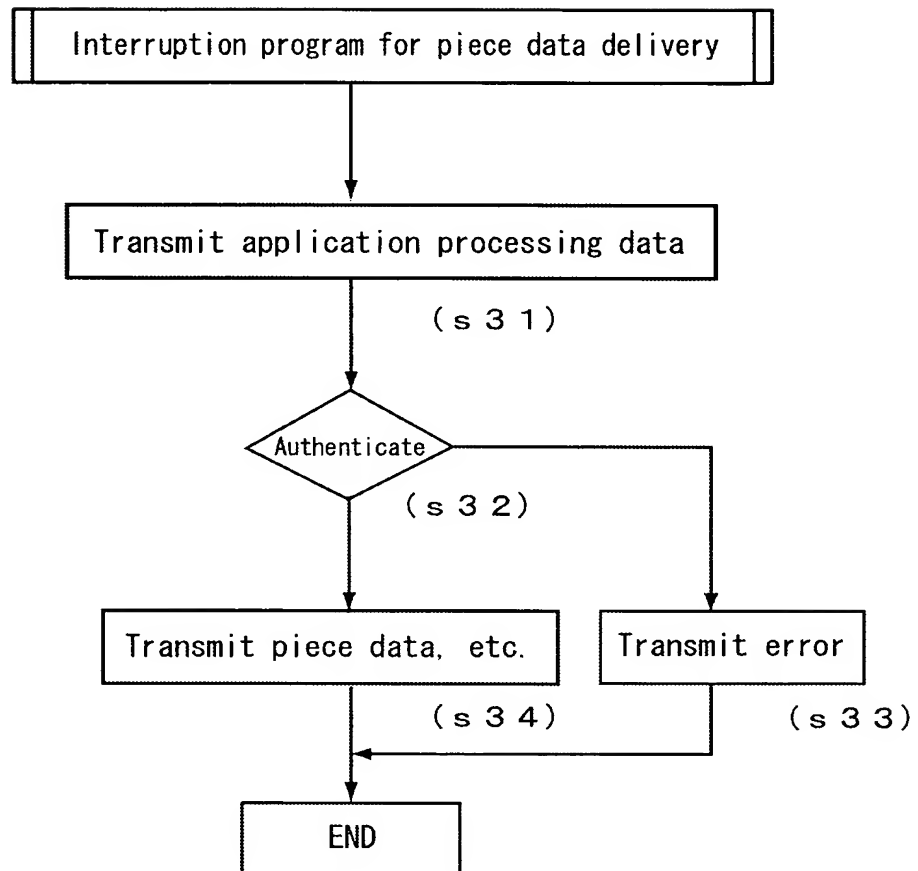 Interruption program for piece data delivery
Transmit application processing data
(s31)
Authenticate
(s32)
Transmit piece data, etc.
Transmit error
(s34)
(s33)
END